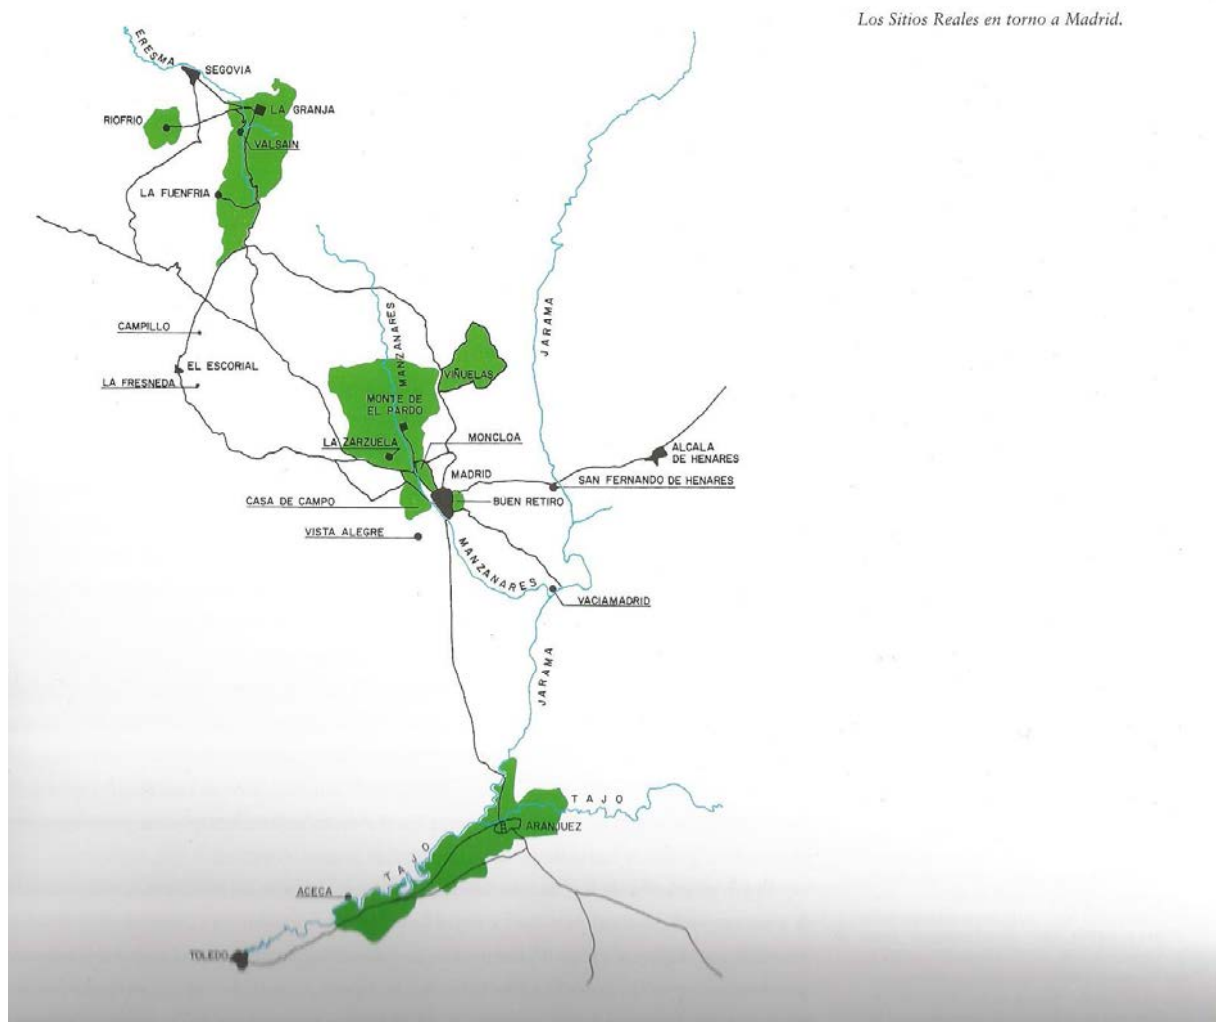 Los Sitios Reales en torno a Madrid.
ERESMA
SEGOVIA
LA GRANJA
RIOFRIO
VALSAIN
LA FUENFRIA
MANZANARES
JARAMA
CAMPILLO
EL ESCORIAL
LA FRESNEDA
VIÑUELAS
MONTE DE
EL PARDO
LA ZARZUELA
MONCLOA
ALCALA
DE HENARES
MADRID
SAN FERNANDO DE HENARES
CASA DE CAMPO
BUEN RETIRO
VISTA ALEGRE
MANZANARES
VACIAMADRID
JARAMA
TAJO
ARANJUEZ
TAJO
ACECA
TOLEDO